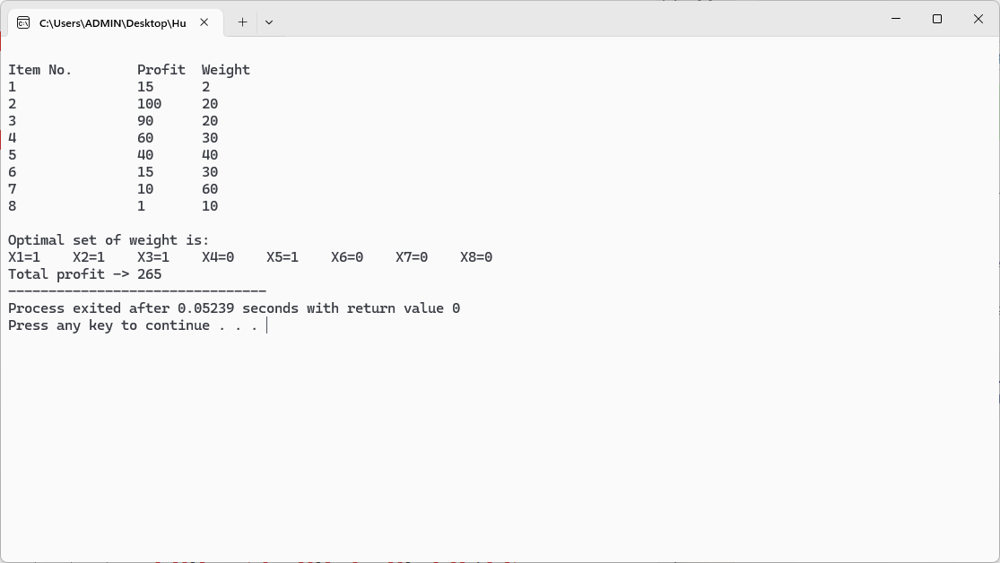 C:\Users\ADMIN\Desktop\Hu
Item No. Profit Weight
1 15 2
2 100 20
3 90 20
4 60 30
5 40 40
6 15 30
7 10 60
8 1 10
Optimal set of weight is:
X1=1 X2=1 X3=1 X4=0 X5=1 X6=0 X7=0 X8=0
Total profit -> 265
--------------------------------
Process exited after 0.05239 seconds with return value 0
Press any key to continue . . .